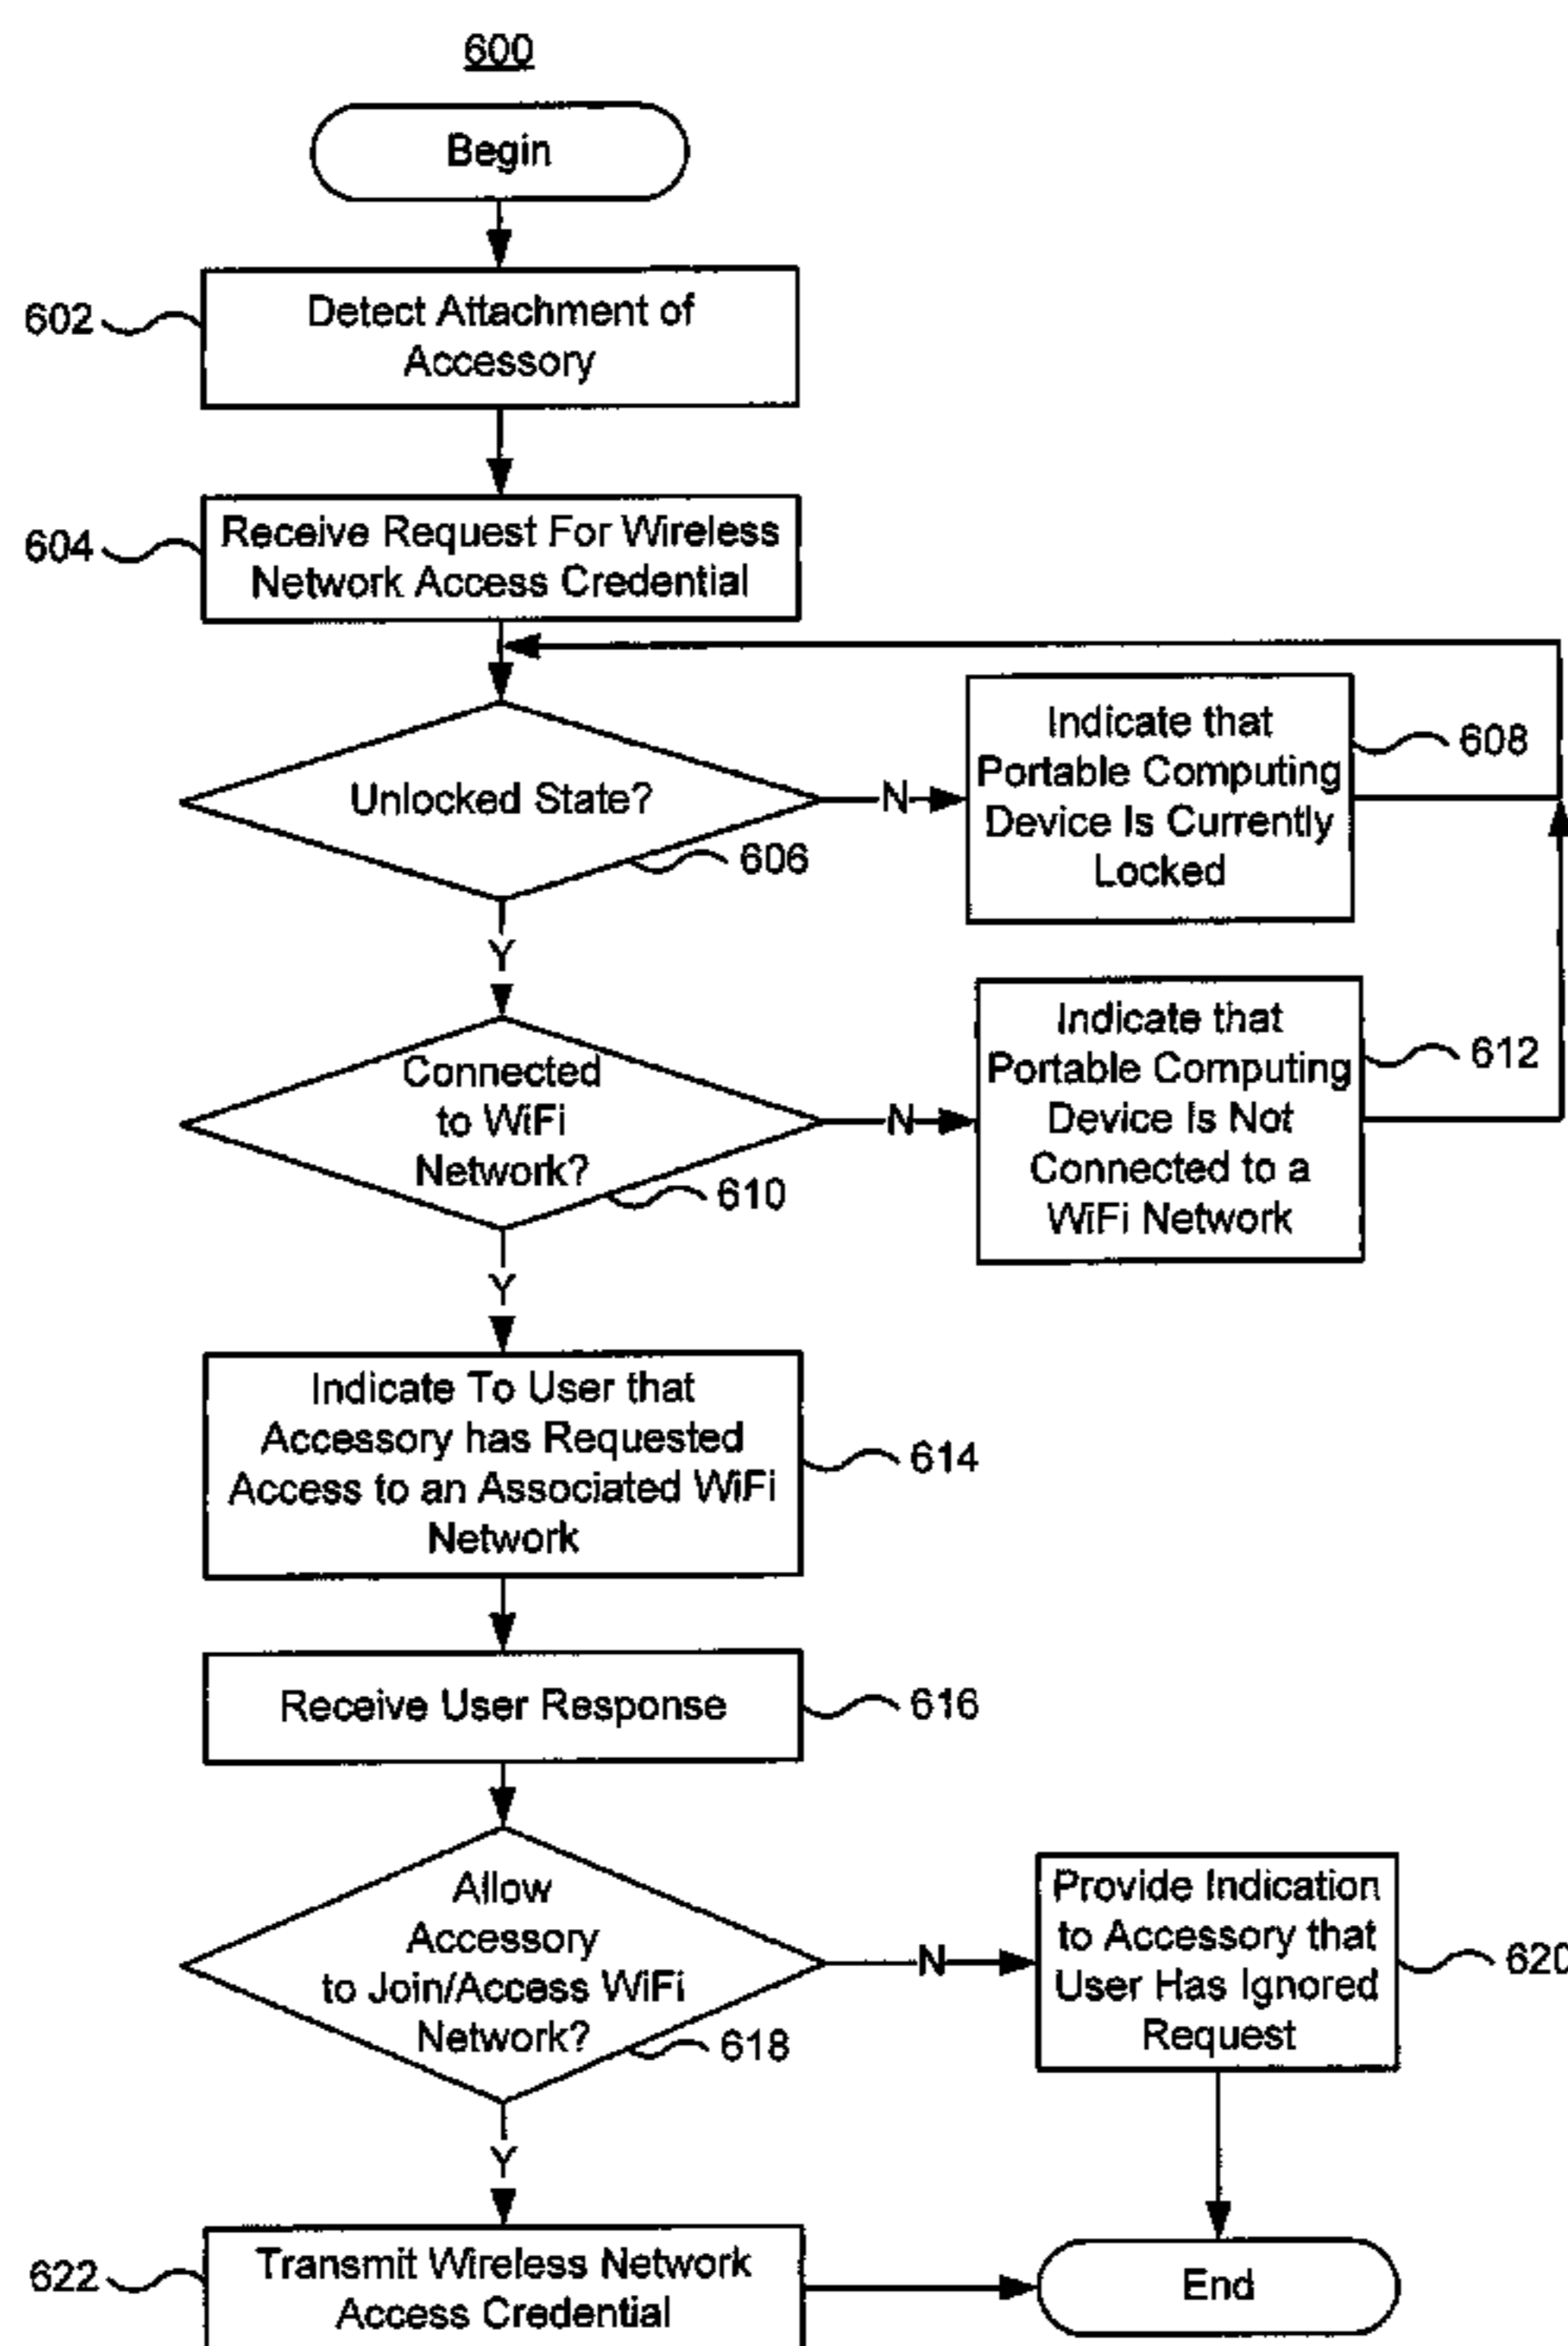 600
Begin
Detect Attachment of
Accessory
602
Receive Request For Wireless
Network Access Credential
604
Unlocked State?
606
N
Indicate that
Portable Computing
Device Is Currently
Locked
608
Y
Connected
to WiFi
Network?
610
N
Indicate that
Portable Computing
Device Is Not
Connected to a
WiFi Network
612
Y
Indicate To User that
Accessory has Requested
Access to an Associated WiFi
Network
614
Receive User Response
616
Allow
Accessory
to Join/Access WiFi
Network?
618
N
Provide Indication
to Accessory that
User Has Ignored
Request
620
Y
Transmit Wireless Network
Access Credential
622
End